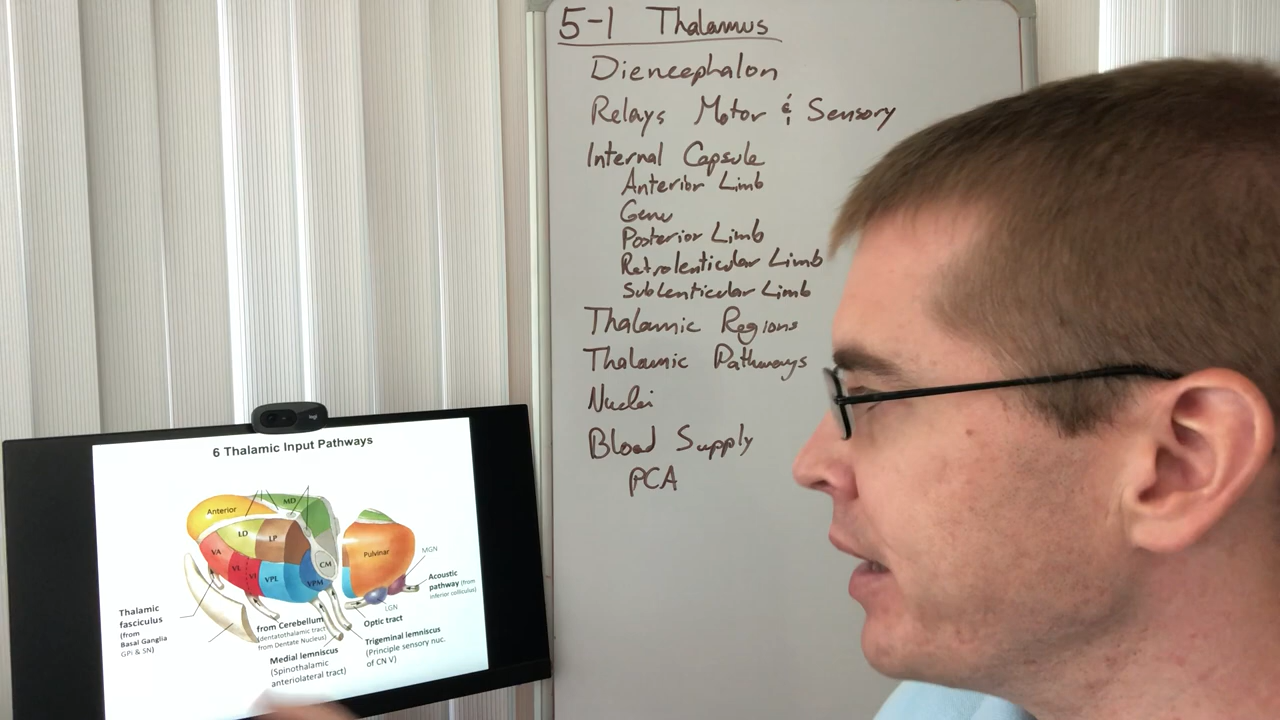 5-1 Thalamus
Diencephalon
Relays Motor & Sensory
Internal Capsule
Anterior Limb
Genu
Posterior Limb
Retrolenticular Limb
Sublenticular Limb
Thalamic Regions
Thalamic Pathways
Nuclei
Blood Supply
PCA
logi
6 Thalamic Input Pathways
MD
Anterior
LD
LP
Pulvinar
VA
CM
MGN
VL
VI
VPL
VPM
Acoustic
pathway (from
inferior colliculus)
LGN
Thalamic
fasciculus
(from
Basal Ganglia
GPi & SN)
from Cerebellum
(dentatothalamic tract
from Dentate Nucleus)
Optic tract
Medial lemniscus
(Spinothalamic
anteriolateral tract)
Trigeminal lemniscus
(Principle sensory nuc.
of CN V)